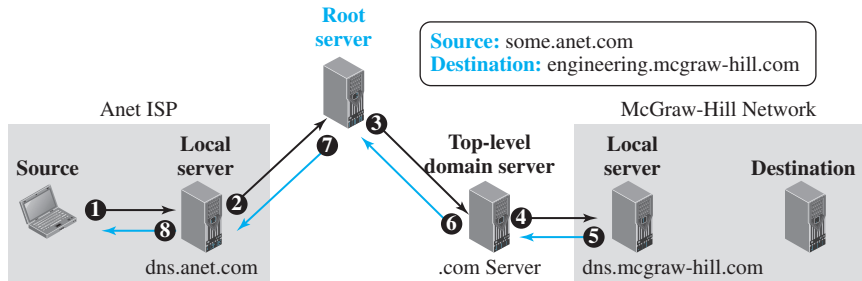 Root
server
Source: some.anet.com
Destination: engineering.mcgraw-hill.com
Anet ISP
McGraw-Hill Network
Source
Local
server
Top-level
domain server
Local
server
Destination
1
2
3
4
5
6
7
8
dns.anet.com
.com Server
dns.mcgraw-hill.com